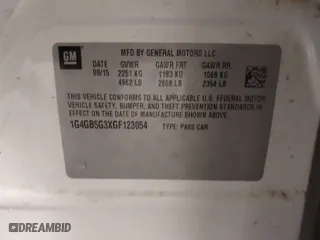 GM
MFD BY GENERAL MOTORS LLC
DATE GVWR GAWR FRT GAWR RR
09/15 2251 KG 1183 KG 1068 KG
4962 LB 2608 LB 2354 LB
THIS VEHICLE CONFORMS TO ALL APPLICABLE U.S. FEDERAL MOTOR VEHICLE
SAFETY, BUMPER, AND THEFT PREVENTION STANDARDS IN
EFFECT ON THE DATE OF MANUFACTURE SHOWN ABOVE.
1G4GB5G3XGF123054 TYPE: PASS CAR
DREAMBID